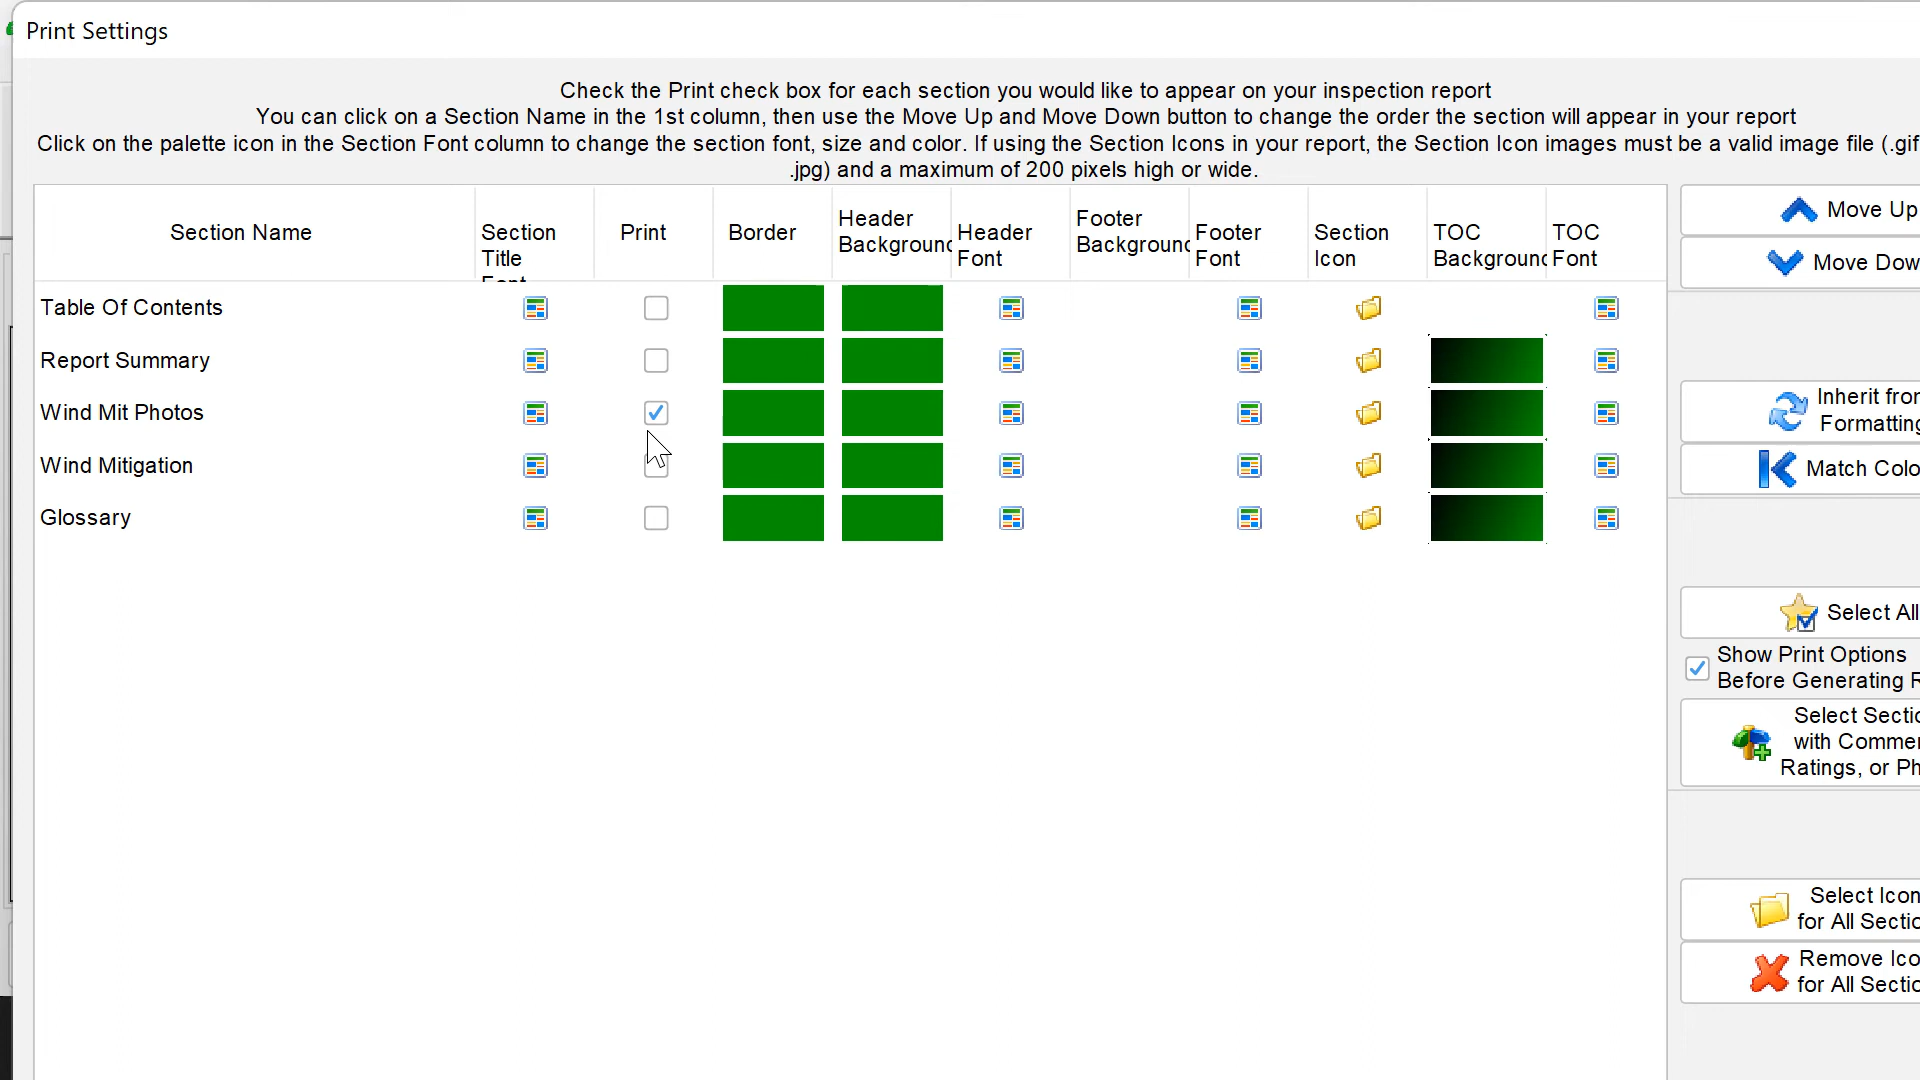 Print Settings
Check the Print check box for each section you would like to appear on your inspection report
You can click on a Section Name in the 1st column, then use the Move Up and Move Down button to change the order the section will appear in your report
Click on the palette icon in the Section Font column to change the section font, size and color. If using the Section Icons in your report, the Section Icon images must be a valid image file (.gif
.jpg) and a maximum of 200 pixels high or wide.
Section Name
Section
Title
Print
Border
Header
Background
Header
Font
Footer
Background
Footer
Font
Section
Icon
TOC
Background
TOC
Font
Table Of Contents
Report Summary
Wind Mit Photos
Wind Mitigation
Glossary
Move Up
Move Dow
Inherit fror
Formatting
Match Colo
Select All
Show Print Options
Before Generating R
Select Sectio
with Commer
Ratings, or Ph
Select Icon
for All Sectio
Remove Ico
for All Sectio